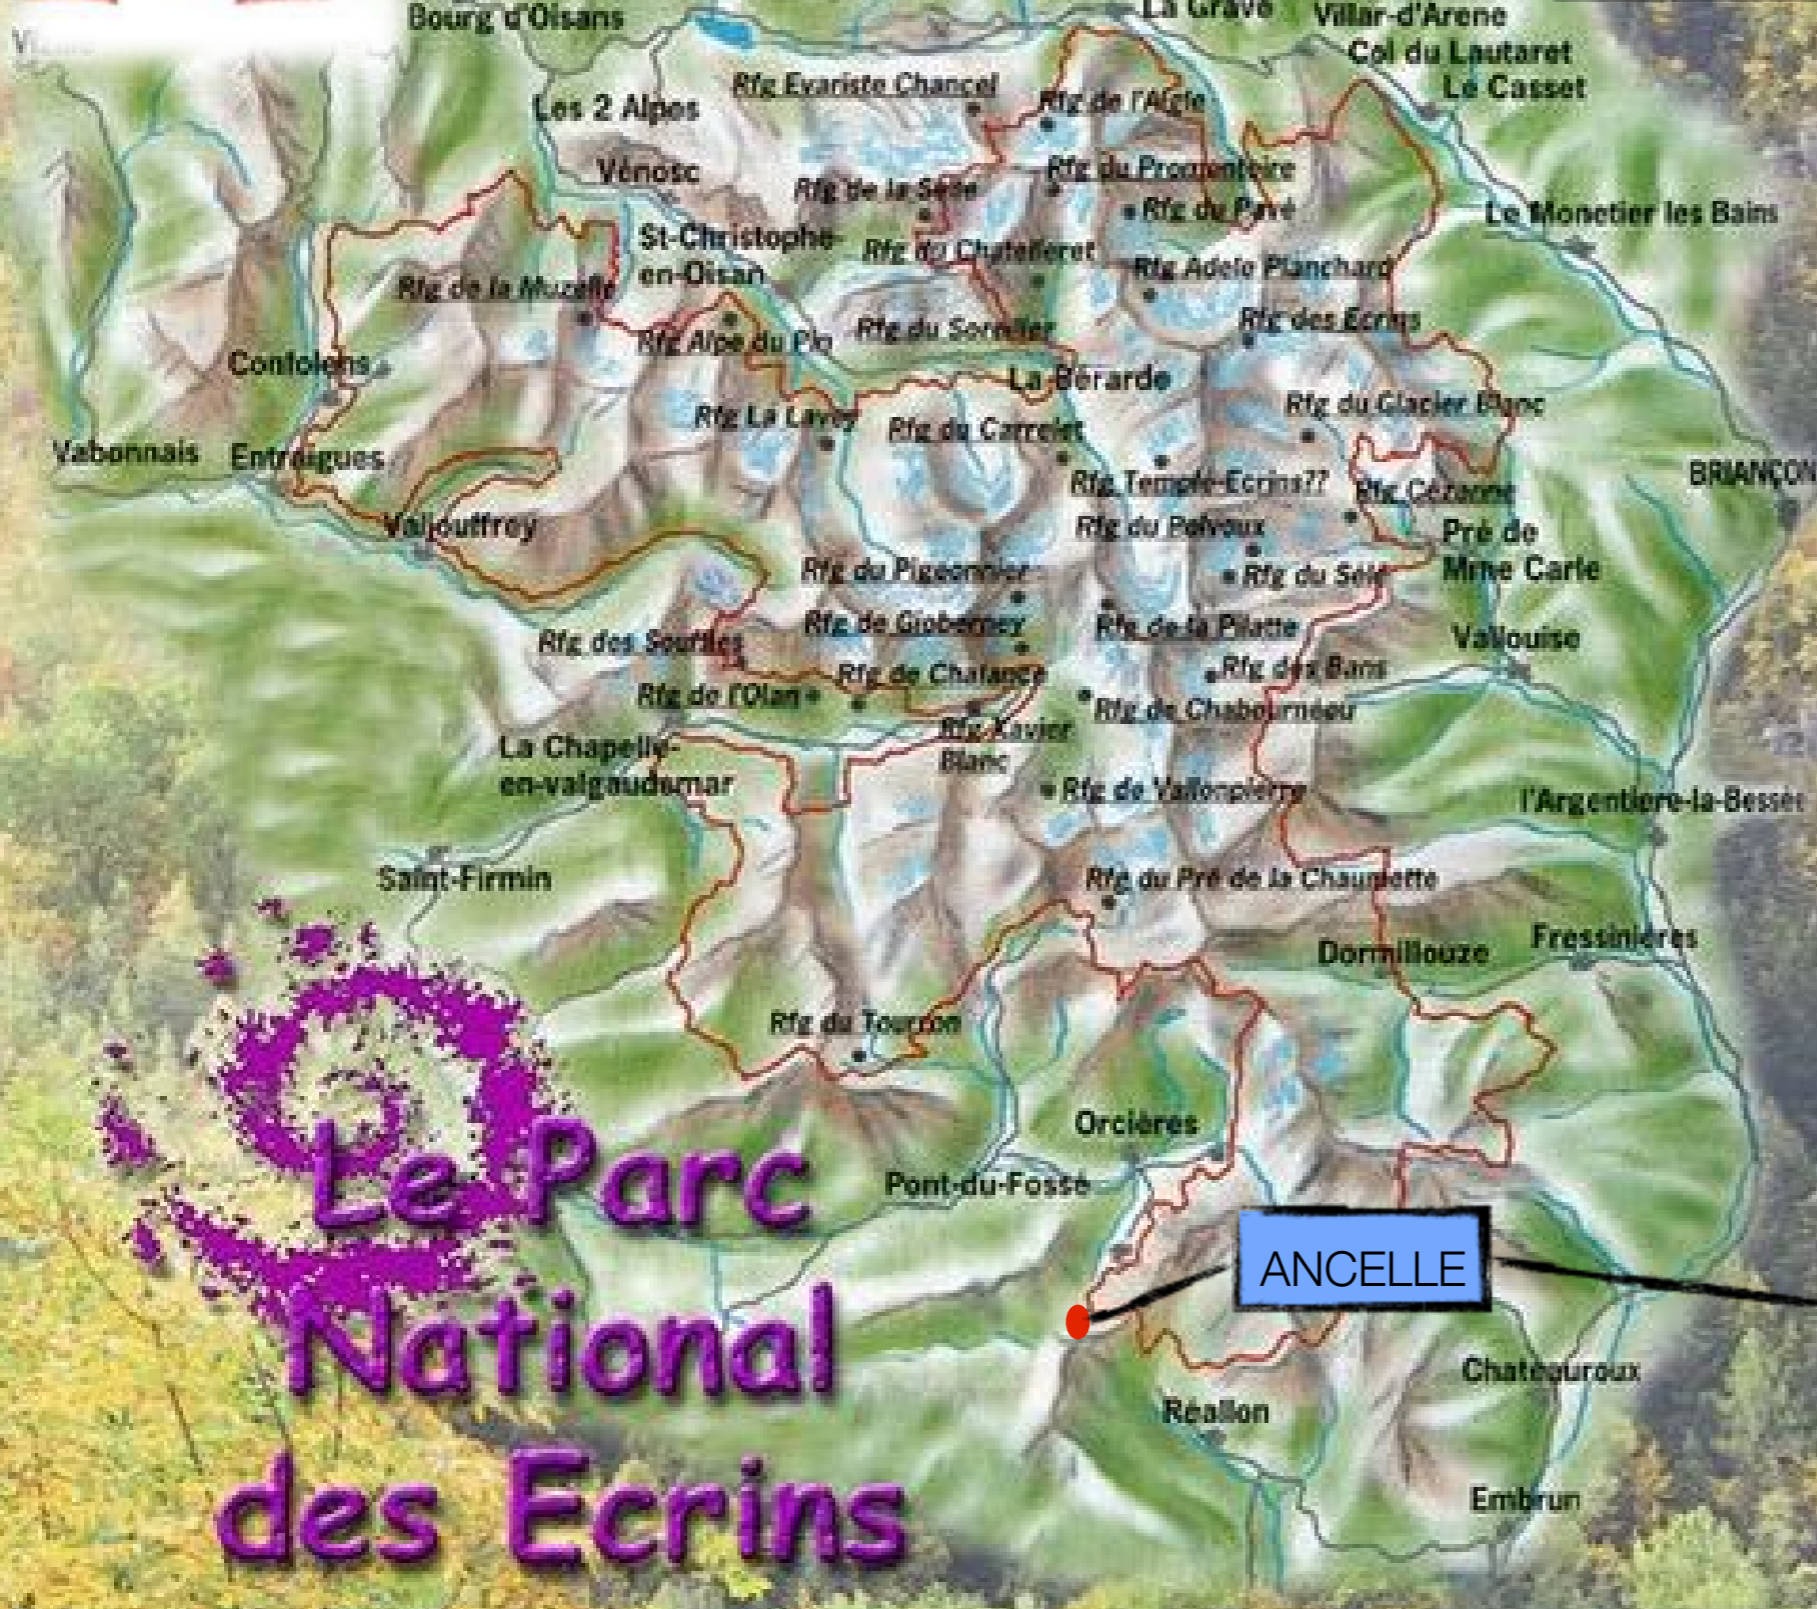 Bourg d'Oisans
La Grave
Villar-d'Arene
Col du Lautaret
Le Casset
Rfg Evariste Chancel
Rfg de l'Aigle
Les 2 Alpes
Vénosc
Rfg de la Selle
Rfg du Promontoire
Rfg du Pavé
Le Monetier les Bains
St-Christophe-
en-Oisan
Rfg du Chatelleret
Rfg Adele Planchard
Rfg de la Muzelle
Rfg Alpe du Pin
Rfg du Sornller
Rfg des Ecrins
Confolens
La Bérarde
Rfg La Lavey
Rfg du Carrelet
Rfg du Glacier Blanc
Vabonnais
Entraigues
Rfg Temple-Ecrins??
Rfg Cézanne
BRIANÇON
Valjouffrey
Rfg du Pelvoux
Pré de
Mme Carle
Rfg du Pigeonnier
Rfg du Sélé
Rfg des Souffles
Rfg de Gioberney
Rfg de la Pilatte
Vallouise
Rfg de Chalance
Rfg des Bans
Rfg de l'Olan
Rfg de Chabournéou
Rfg Xavier
Blanc
La Chapelle-
en-valgaudemar
Rfg de Vallonpierre
l'Argentiere-la-Bessée
Saint-Firmin
Rfg du Pré de la Chaumette
Dormillouze
Fressinières
Rfg du Tourron
Orcières
Pont-du-Fossé
ANCELLE
Chateauroux
Réallon
Embrun
Le Parc
National
des Ecrins